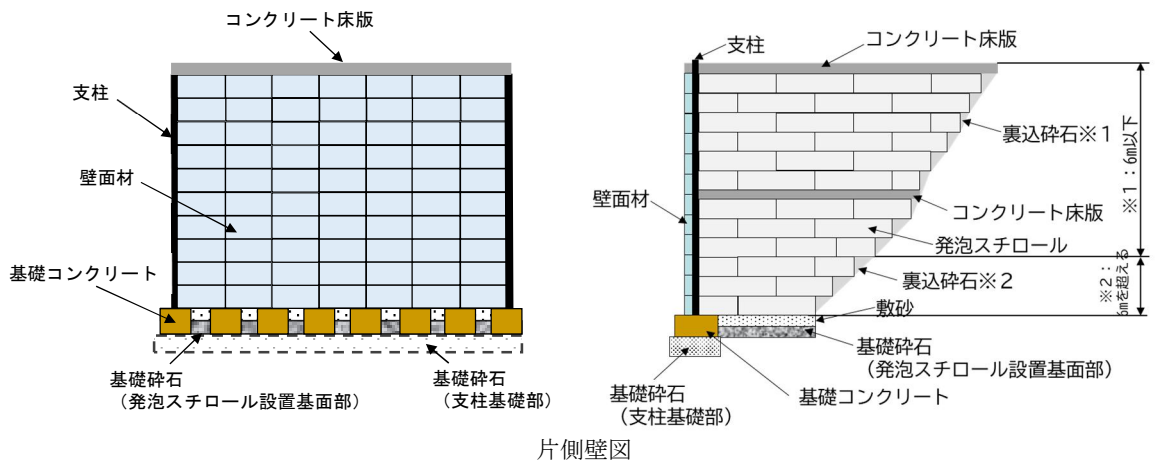 コンクリート床版
支柱
壁面材
基礎コンクリート
基礎砕石
（発泡スチロール設置基面部）
基礎砕石
（支柱基礎部）
支柱
コンクリート床版
裏込砕石※1
※1：6m以下
壁面材
コンクリート床版
発泡スチロール
裏込砕石※2
※2：
6mを超える
敷砂
基礎砕石
（発泡スチロール設置基面部）
基礎コンクリート
基礎砕石
（支柱基礎部）
片側壁図